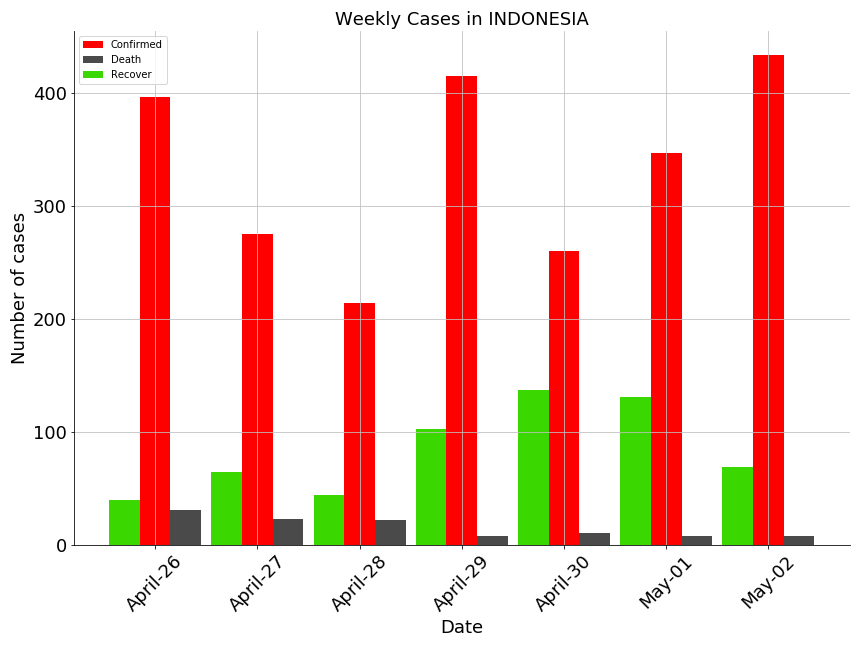 Weekly Cases in INDONESIA
Confirmed
Death
Recover
Number of cases
400
300
200
100
0
April-26
April-27
April-28
April-29
April-30
May-01
May-02
Date